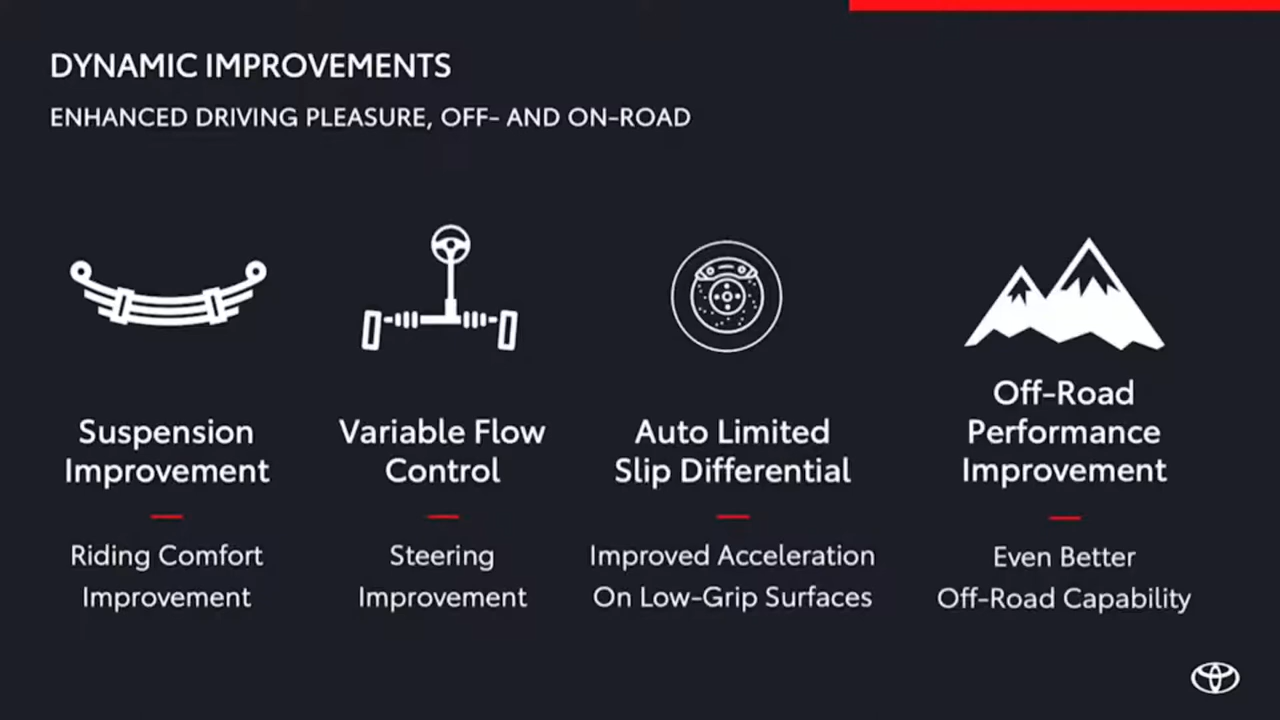 DYNAMIC IMPROVEMENTS
ENHANCED DRIVING PLEASURE, OFF- AND ON-ROAD
Suspension
Improvement
Riding Comfort
Improvement
Variable Flow
Control
Steering
Improvement
Auto Limited
Slip Differential
Improved Acceleration
On Low-Grip Surfaces
Off-Road
Performance
Improvement
Even Better
Off-Road Capability